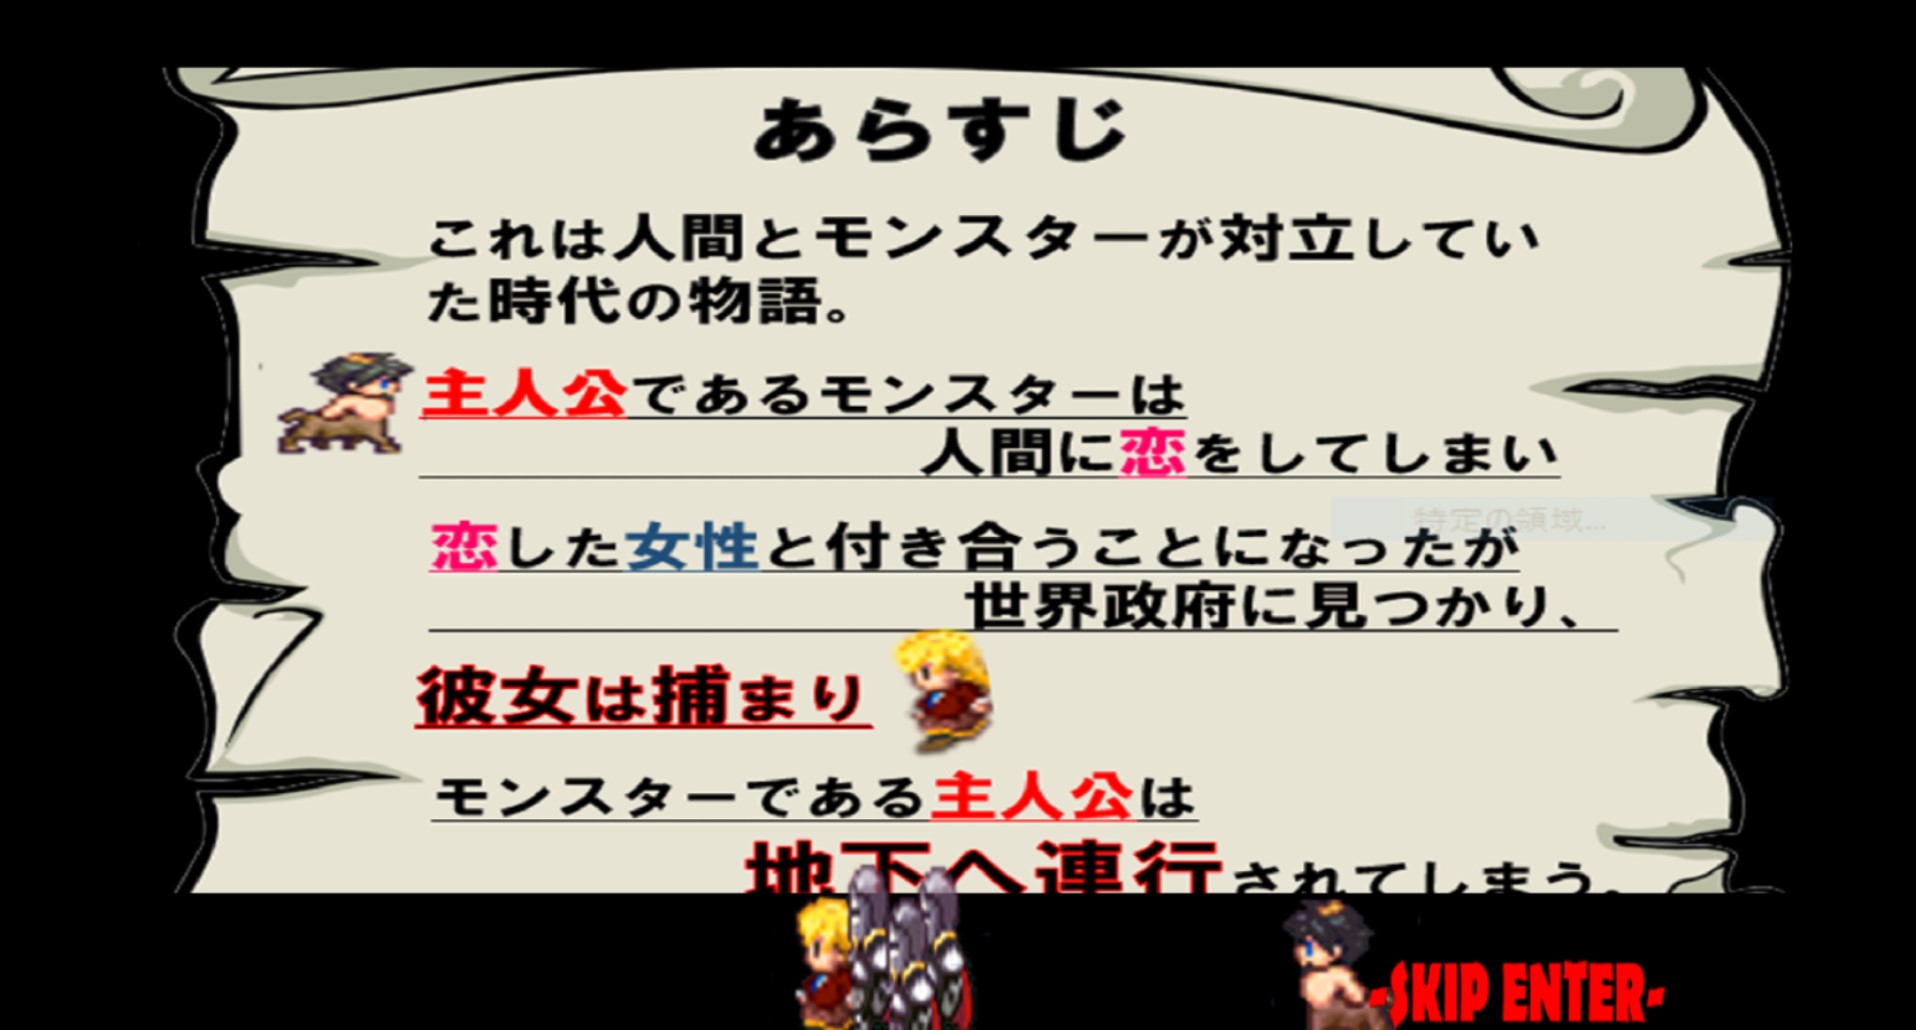 あらすじ
これは人間とモンスターが対立してい
た時代の物語。
主人公であるモンスターは
人間に恋をしてしまい
特定の領域...
恋した女性と付き合うことになったが
世界政府に見つかり、
彼女は捕まり
モンスターである主人公は
地下へ連行されてしまう。
-SKIP ENTER-